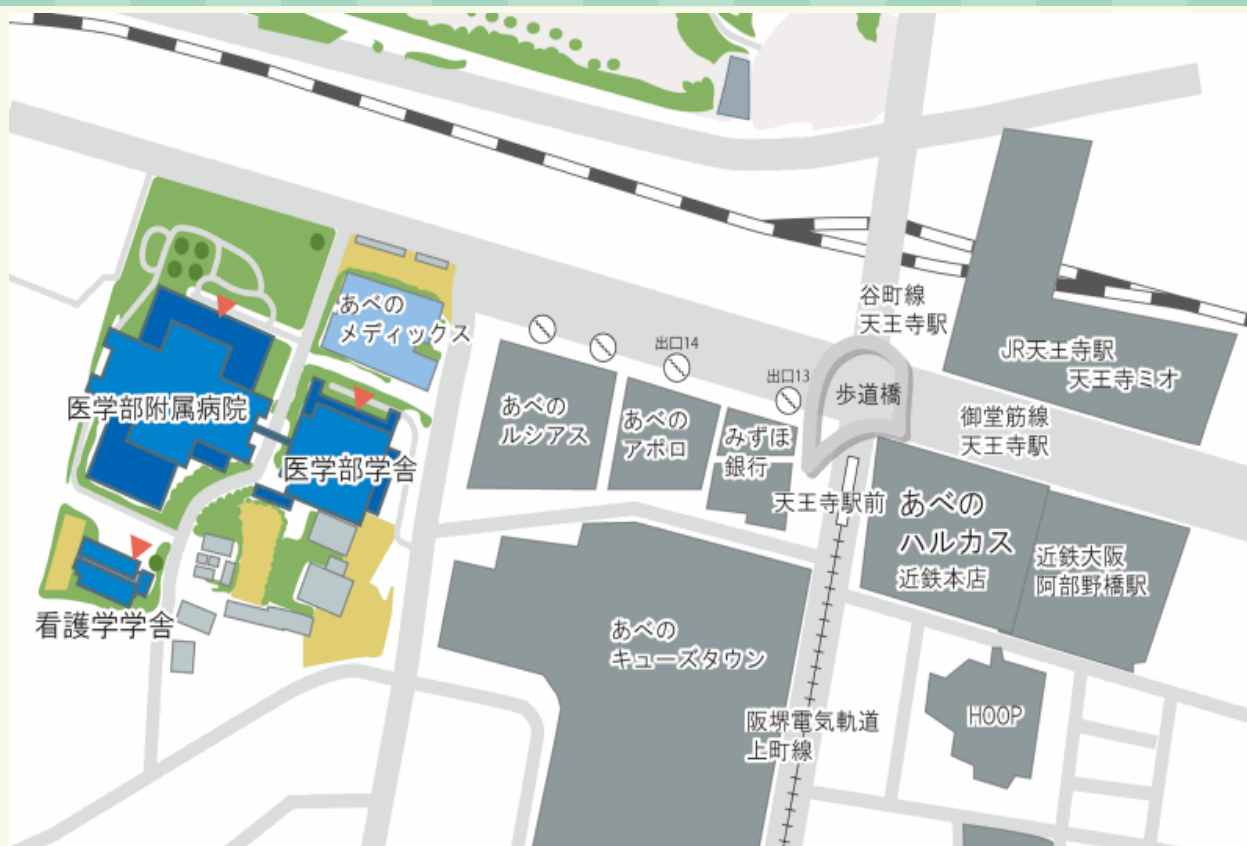 谷町線
天王寺駅
あべの
メディックス
出口14
JR天王寺駅
天王寺ミオ
出口13
歩道橋
医学部附属病院
あべの
ルシアス
あべの
アポロ
みずほ
銀行
御堂筋線
天王寺駅
医学部学舎
天王寺駅前
あべの
ハルカス
近鉄本店
近鉄大阪
阿部野橋駅
看護学学舎
あべの
キューズタウン
阪堺電気軌道
上町線
HOOP